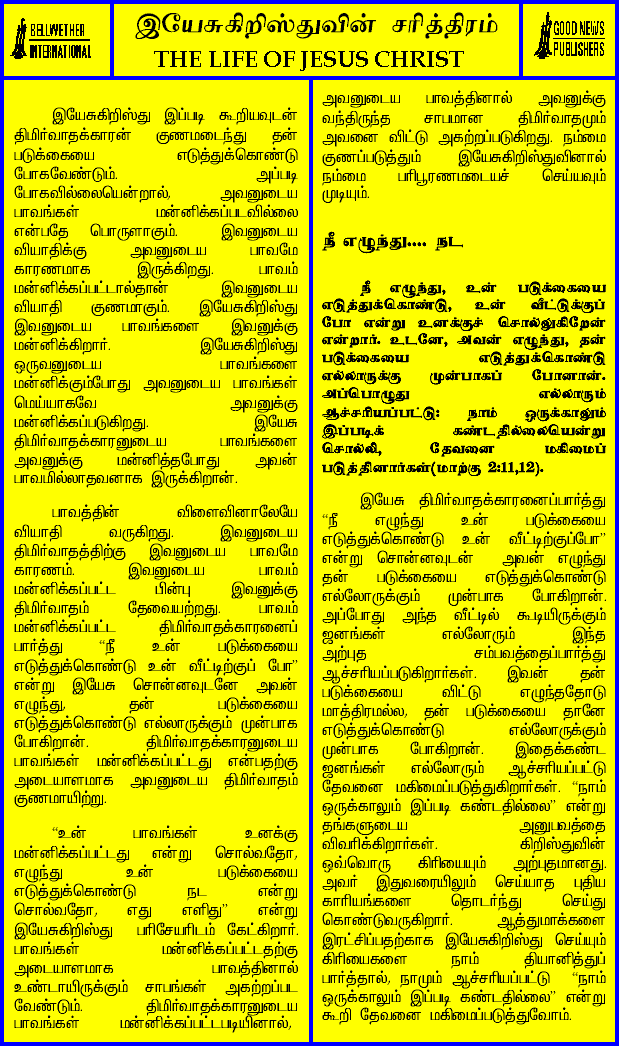 BELLWETHER
INTERNATIONAL
இயேசுகிறிஸ்துவின் சரித்திரம்
THE LIFE OF JESUS CHRIST
GOOD NEWS
PUBLISHERS
இயேசுகிறிஸ்து இப்படி கூறியவுடன்
திமிர்வாதக்காரன் குணமடைந்து தன்
படுக்கையை எடுத்துக்கொண்டு
போகவேண்டும். அப்படி
போகவில்லையென்றால், அவனுடைய
பாவங்கள் மன்னிக்கப்படவில்லை
என்பதே பொருளாகும். இவனுடைய
வியாதிக்கு அவனுடைய பாவமே
காரணமாக இருக்கிறது. பாவம்
மன்னிக்கப்பட்டால்தான் இவனுடைய
வியாதி குணமாகும். இயேசுகிறிஸ்து
இவனுடைய பாவங்களை இவனுக்கு
மன்னிக்கிறார். இயேசுகிறிஸ்து
ஒருவனுடைய பாவங்களை
மன்னிக்கும்போது அவனுடைய பாவங்கள்
மெய்யாகவே அவனுக்கு
மன்னிக்கப்படுகிறது. இயேசு
திமிர்வாதக்காரனுடைய பாவங்களை
அவனுக்கு மன்னித்தபோது அவன்
பாவமில்லாதவனாக இருக்கிறான்.
பாவத்தின் விளைவினாலேயே
வியாதி வருகிறது. இவனுடைய
திமிர்வாதத்திற்கு இவனுடைய பாவமே
காரணம். இவனுடைய பாவம்
மன்னிக்கப்பட்ட பின்பு இவனுக்கு
திமிர்வாதம் தேவையற்றது. பாவம்
மன்னிக்கப்பட்ட திமிர்வாதக்காரனைப்
பார்த்து “நீ உன் படுக்கையை
எடுத்துக்கொண்டு உன் வீட்டிற்குப் போ”
என்று இயேசு சொன்னவுடனே அவன்
எழுந்து, தன் படுக்கையை
எடுத்துக்கொண்டு எல்லாருக்கும் முன்பாக
போகிறான். திமிர்வாதக்காரனுடைய
பாவங்கள் மன்னிக்கப்பட்டது என்பதற்கு
அடையாளமாக அவனுடைய திமிர்வாதம்
குணமாயிற்று.
“உன் பாவங்கள் உனக்கு
மன்னிக்கப்பட்டது என்று சொல்வதோ,
எழுந்து உன் படுக்கையை
எடுத்துக்கொண்டு நட என்று
சொல்வதோ, எது எளிது” என்று
இயேசுகிறிஸ்து பரிசேயரிடம் கேட்கிறார்.
பாவங்கள் மன்னிக்கப்பட்டதற்கு
அடையாளமாக பாவத்தினால்
உண்டாயிருக்கும் சாபங்கள் அகற்றப்பட
வேண்டும். திமிர்வாதக்காரனுடைய
பாவங்கள் மன்னிக்கப்பட்டபடியினால்,
அவனுடைய பாவத்தினால் அவனுக்கு
வந்திருந்த சாபமான திமிர்வாதமும்
அவனை விட்டு அகற்றப்படுகிறது. நம்மை
குணப்படுத்தும் இயேசுகிறிஸ்துவினால்
நம்மை பரிபூரணமடையச் செய்யவும்
முடியும்.
நீ எழுந்து.... நட
நீ எழுந்து, உன் படுக்கையை
எடுத்துக்கொண்டு, உன் வீட்டுக்குப்
போ என்று உனக்குச் சொல்லுகிறேன்
என்றார். உடனே, அவன் எழுந்து, தன்
படுக்கையை எடுத்துக்கொண்டு
எல்லாருக்கு முன்பாகப் போனான்.
அப்பொழுது எல்லாரும்
ஆச்சரியப்பட்டு: நாம் ஒருக்காலும்
இப்படிக் கண்டதில்லையென்று
சொல்லி, தேவனை மகிமைப்
படுத்தினார்கள்(மாற்கு 2:11,12).
இயேசு திமிர்வாதக்காரனைப்பார்த்து
“நீ எழுந்து உன் படுக்கையை
எடுத்துக்கொண்டு உன் வீட்டிற்குப்போ”
என்று சொன்னவுடன் அவன் எழுந்து
தன் படுக்கையை எடுத்துக்கொண்டு
எல்லோருக்கும் முன்பாக போகிறான்.
அப்போது அந்த வீட்டில் கூடியிருக்கும்
ஜனங்கள் எல்லோரும் இந்த
அற்புத சம்பவத்தைப்பார்த்து
ஆச்சரியப்படுகிறார்கள். இவன் தன்
படுக்கையை விட்டு எழுந்ததோடு
மாத்திரமல்ல, தன் படுக்கையை தானே
எடுத்துக்கொண்டு எல்லோருக்கும்
முன்பாக போகிறான். இதைக்கண்ட
ஜனங்கள் எல்லோரும் ஆச்சரியப்பட்டு
தேவனை மகிமைப்படுத்துகிறார்கள். “நாம்
ஒருக்காலும் இப்படி கண்டதில்லை” என்று
தங்களுடைய அனுபவத்தை
விவரிக்கிறார்கள். கிறிஸ்துவின்
ஒவ்வொரு கிரியையும் அற்புதமானது.
அவர் இதுவரையிலும் செய்யாத புதிய
காரியங்களை தொடர்ந்து செய்து
கொண்டுவருகிறார். ஆத்துமாக்களை
இரட்சிப்பதற்காக இயேசுகிறிஸ்து செய்யும்
கிரியைகளை நாம் தியானித்துப்
பார்த்தால், நாமும் ஆச்சரியப்பட்டு “நாம்
ஒருக்காலும் இப்படி கண்டதில்லை” என்று
கூறி தேவனை மகிமைப்படுத்துவோம்.